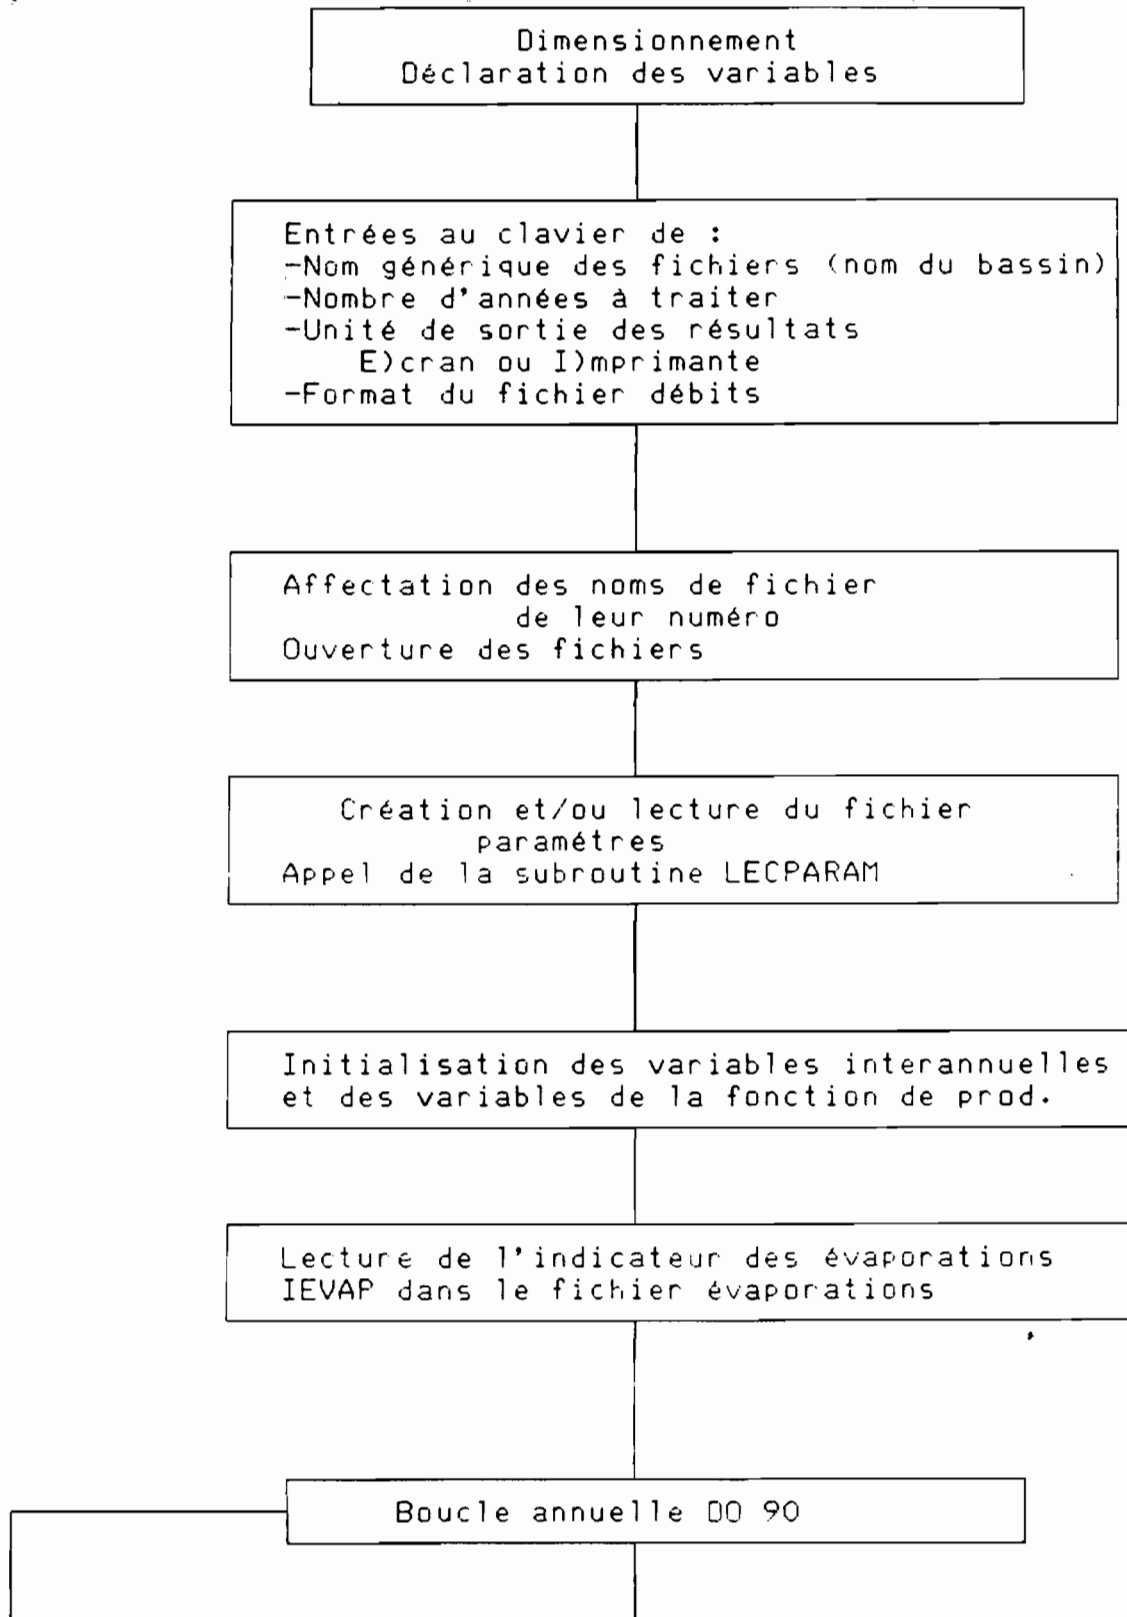 Dimensionnement
Déclaration des variables
Entrées au clavier de :
-Nom générique des fichiers (nom du bassin)
-Nombre d'années à traiter
-Unité de sortie des résultats
E)cran ou I)mprimante
-Format du fichier débits
Affectation des noms de fichier
de leur numéro
Ouverture des fichiers
Création et/ou lecture du fichier
paramétres
Appel de la subroutine LECPARAM
Initialisation des variables interannuelles
et des variables de la fonction de prod.
Lecture de l'indicateur des évaporations
IEVAP dans le fichier évaporations
Boucle annuelle DO 90